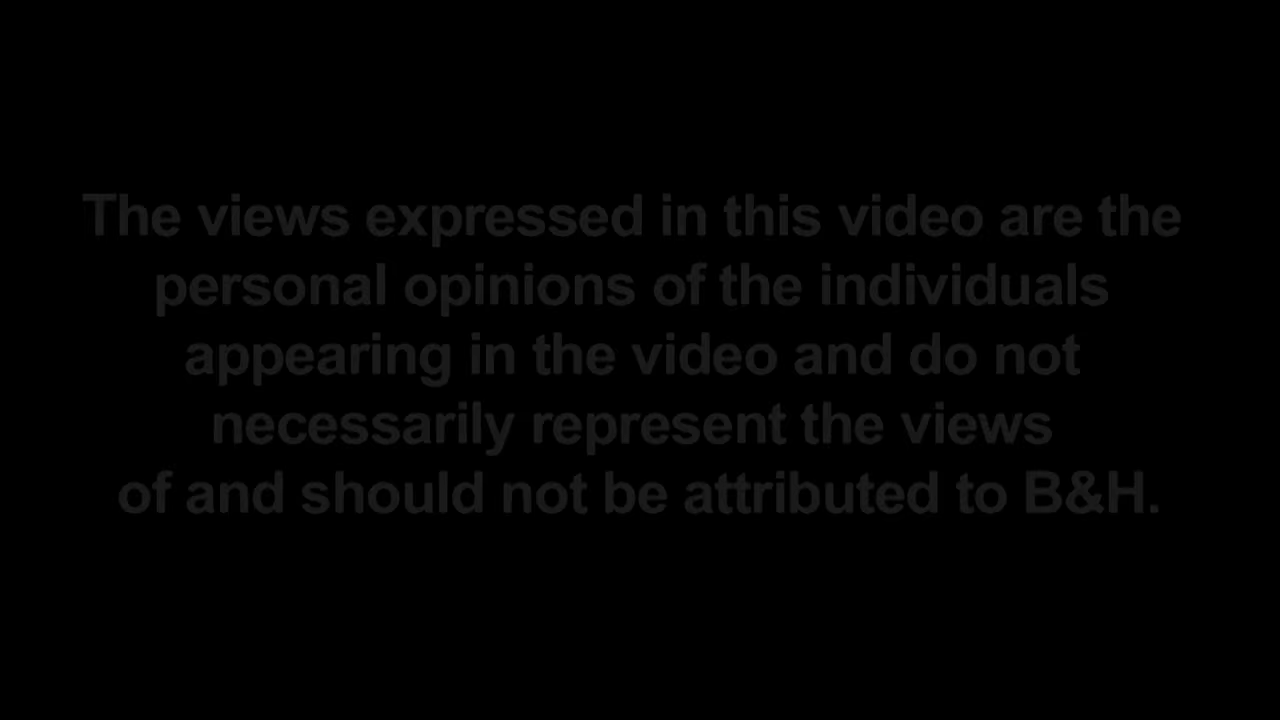 The views expressed in this video are the
personal opinions of the individuals
appearing in the video and do not
necessarily represent the views
of and should not be attributed to B&H.